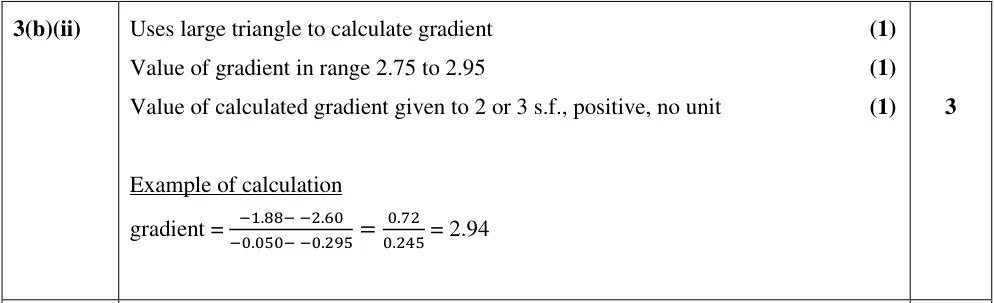 3(b)(ii) Uses large triangle to calculate gradient (1)
Value of gradient in range 2.75 to 2.95 (1)
Value of calculated gradient given to 2 or 3 s.f., positive, no unit (1) 3
Example of calculation
gradient = −1.88− −2.60 / −0.050− −0.295 = 0.72 / 0.245 = 2.94